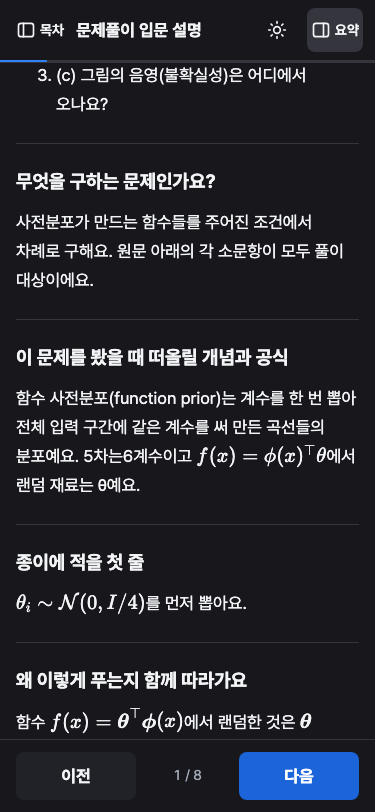 목차 문제풀이 입문 설명 요약
3. (c) 그림의 음영(불확실성)은 어디에서
오나요?
무엇을 구하는 문제인가요?
사전분포가 만드는 함수들를 주어진 조건에서
차례로 구해요. 원문 아래의 각 소문항이 모두 풀이
대상이에요.
이 문제를 봤을 때 떠올릴 개념과 공식
함수 사전분포(function prior)는 계수를 한 번 뽑아
전체 입력 구간에 같은 계수를 써 만든 곡선들의
분포예요. 5차는6계수이고 f(x) = ϕ(x)⊤θ에서
랜덤 재료는 θ예요.
종이에 적을 첫 줄
θᵢ ∼ 𝒩(0, I/4)를 먼저 뽑아요.
왜 이렇게 푸는지 함께 따라가요
함수 f(x) = θ⊤ϕ(x)에서 랜덤한 것은 θ
이전 1 / 8 다음